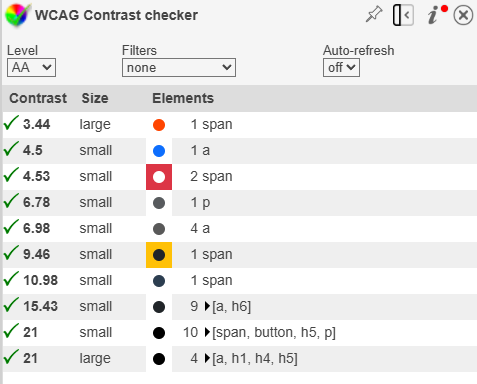 WCAG Contrast checker
Level Filters Auto-refresh
AA none off
Contrast Size Elements
3.44 large 1 span
4.5 small 1 a
4.53 small 2 span
6.78 small 1 p
6.98 small 4 a
9.46 small 1 span
10.98 small 1 span
15.43 small 9 [a, h6]
21 small 10 [span, button, h5, p]
21 large 4 [a, h1, h4, h5]